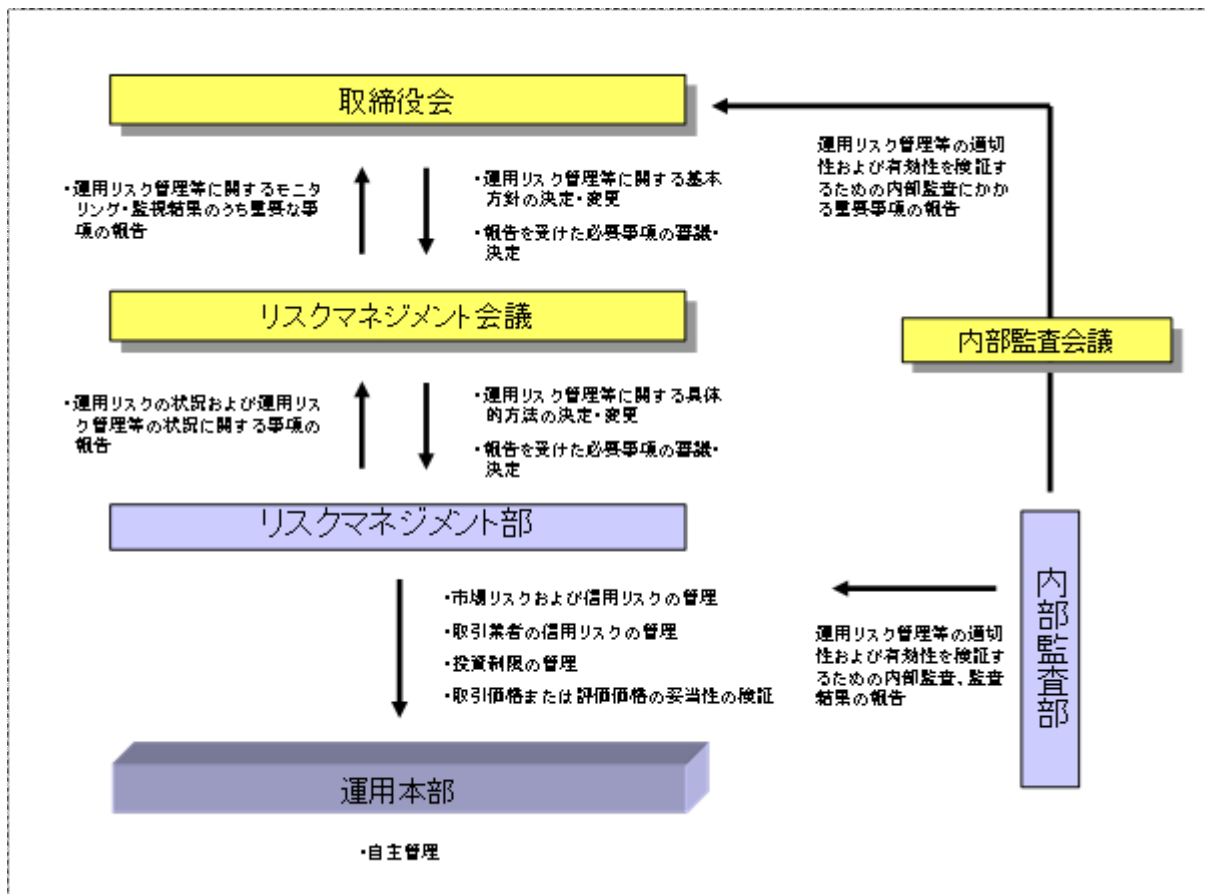 取締役会
・運用リスク管理等に関するモニ
タリング・監視結果のうち重要な事
項の報告
・運用リスク管理等に関する基本
方針の決定・変更
・報告を受けた必要事項の審議・
決定
運用リスク管理等の適切
性および有効性を検証す
るための内部監査にかか
る重要事項の報告
リスクマネジメント会議
内部監査会議
・運用リスクの状況および運用リス
ク管理等の状況に関する事項の
報告
・運用リスク管理等に関する具体
的方法の決定・変更
・報告を受けた必要事項の審議・
決定
リスクマネジメント部
内部監査部
・市場リスクおよび信用リスクの管理
・取引業者の信用リスクの管理
・投資制限の管理
・取引価格または評価価格の妥当性の検証
運用リスク管理等の適切
性および有効性を検証す
るための内部監査、監査
結果の報告
運用本部
・自主管理